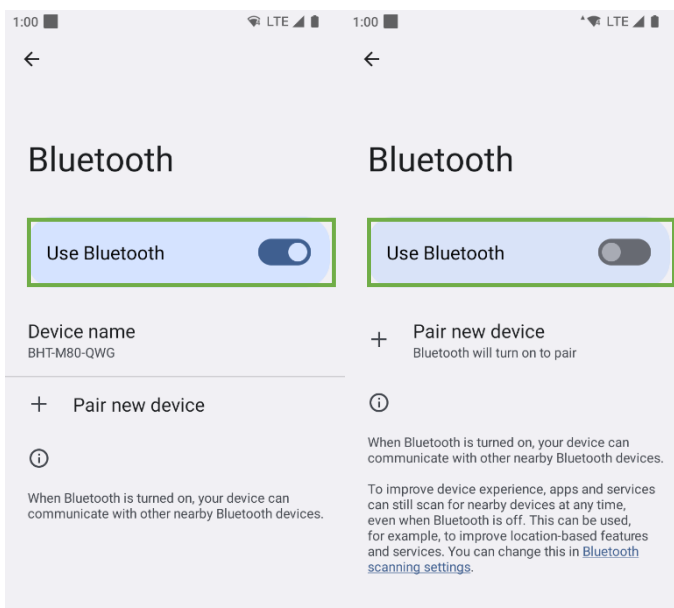 1:00 LTE
Bluetooth
Use Bluetooth
Device name
BHT-M80-QWG
+ Pair new device
When Bluetooth is turned on, your device can
communicate with other nearby Bluetooth devices.
1:00 LTE
Bluetooth
Use Bluetooth
+ Pair new device
Bluetooth will turn on to pair
When Bluetooth is turned on, your device can
communicate with other nearby Bluetooth devices.
To improve device experience, apps and services
can still scan for nearby devices at any time,
even when Bluetooth is off. This can be used,
for example, to improve location-based features
and services. You can change this in Bluetooth
scanning settings.